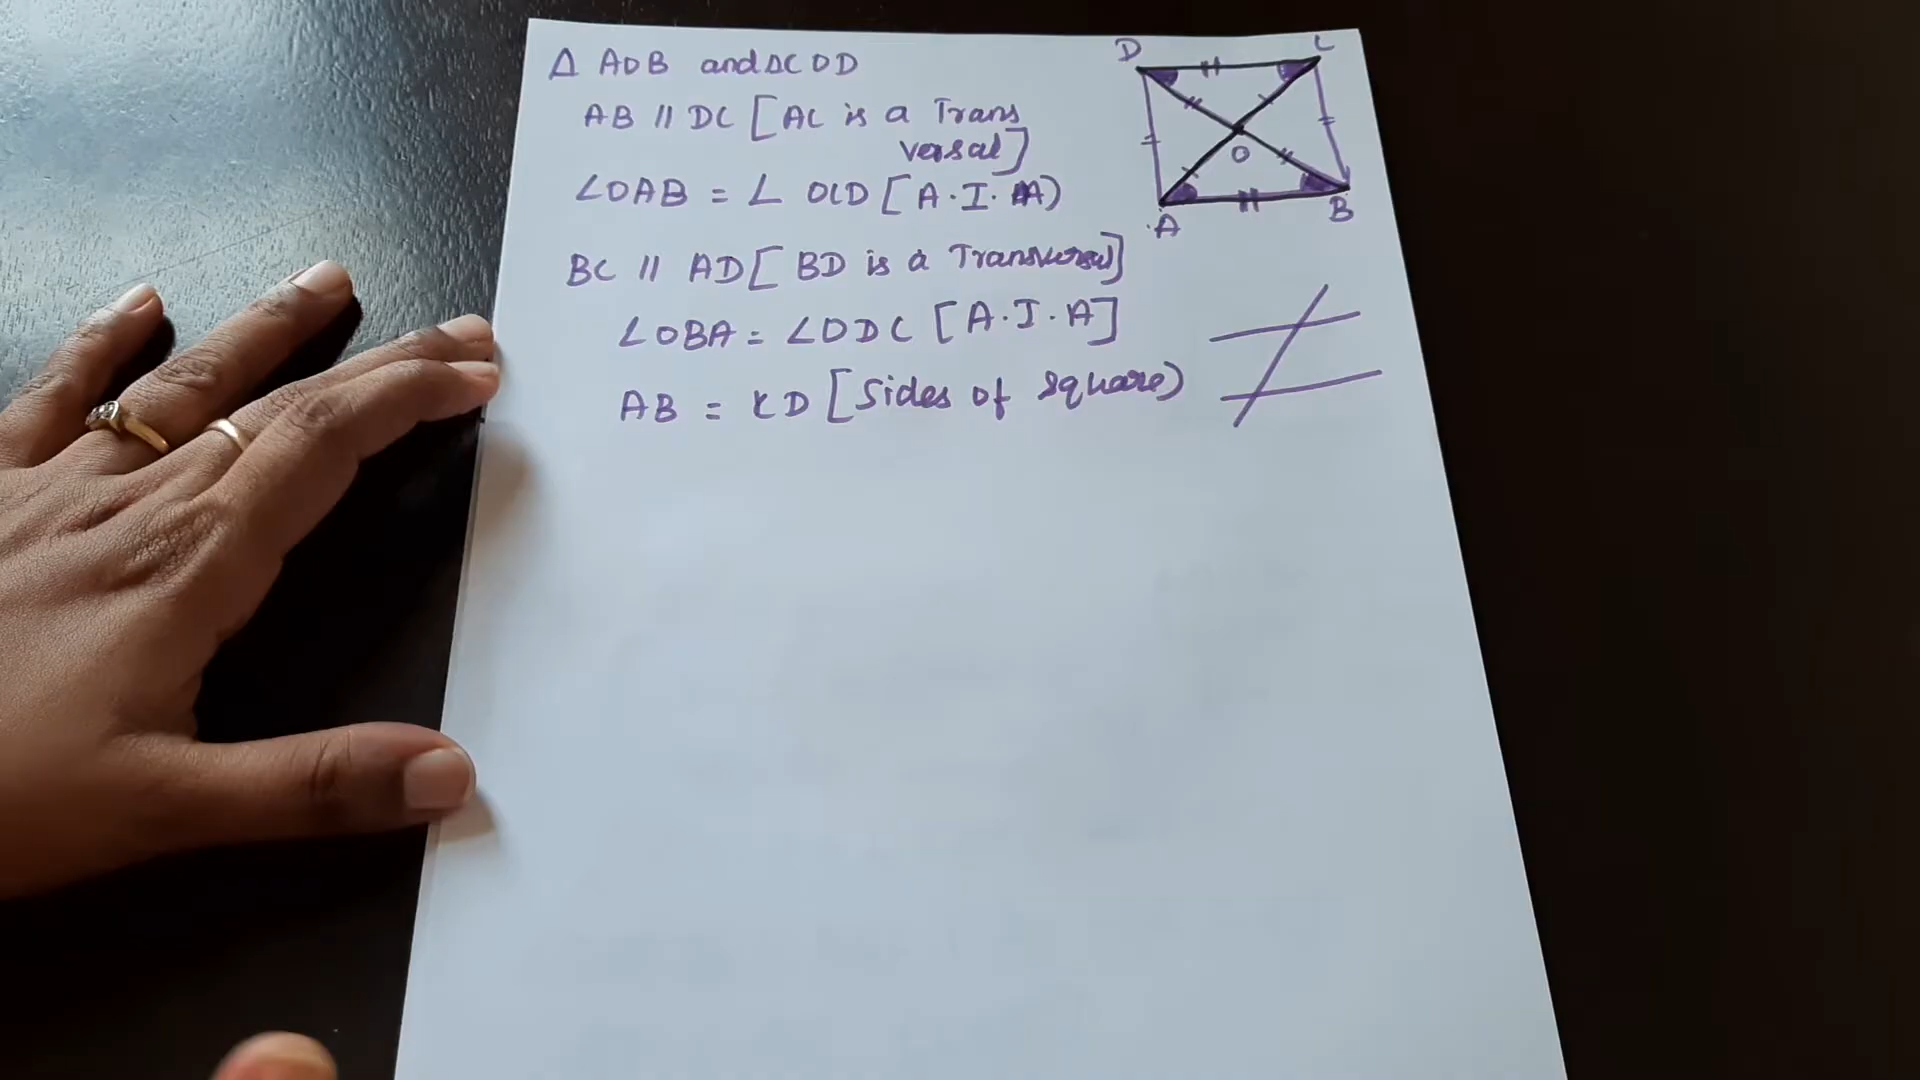 Δ AOB and Δ COD
AB || DC [AC is a Trans
versal]
∠OAB = ∠ OCD [A.I.A)
BC || AD [BD is a Transversal]
∠OBA = ∠ODC [A.I.A]
AB = CD [Sides of square)
D C
O
A B